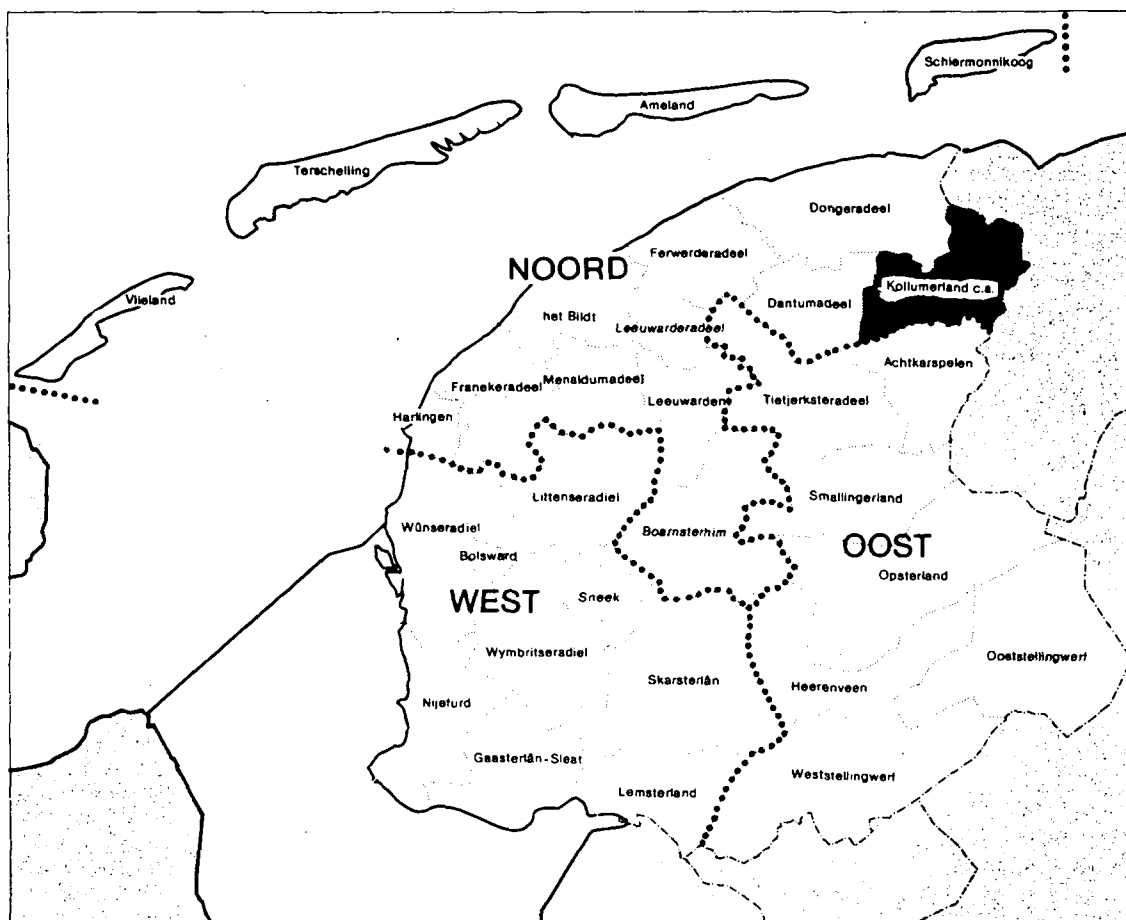 Schiermonnikoog
Ameland
Terschelling
Dongeradeel
Ferwerderadeel
NOORD
Kollumerland c.a.
Vlieland
Dantumadeel
het Bildt
Leeuwarderadeel
Achtkarspelen
Franekeradeel
Menaldumadeel
Leeuwarden
Tietjerksteradeel
Harlingen
Littenseradiel
Smallingerland
Wûnseradiel
Boarnsterhim
Bolsward
OOST
Opsterland
WEST
Sneek
Wymbritseradiel
Ooststellingwerf
Skarsterlân
Heerenveen
Nijefurd
Gaasterlân-Sleat
Weststellingwerf
Lemsterland